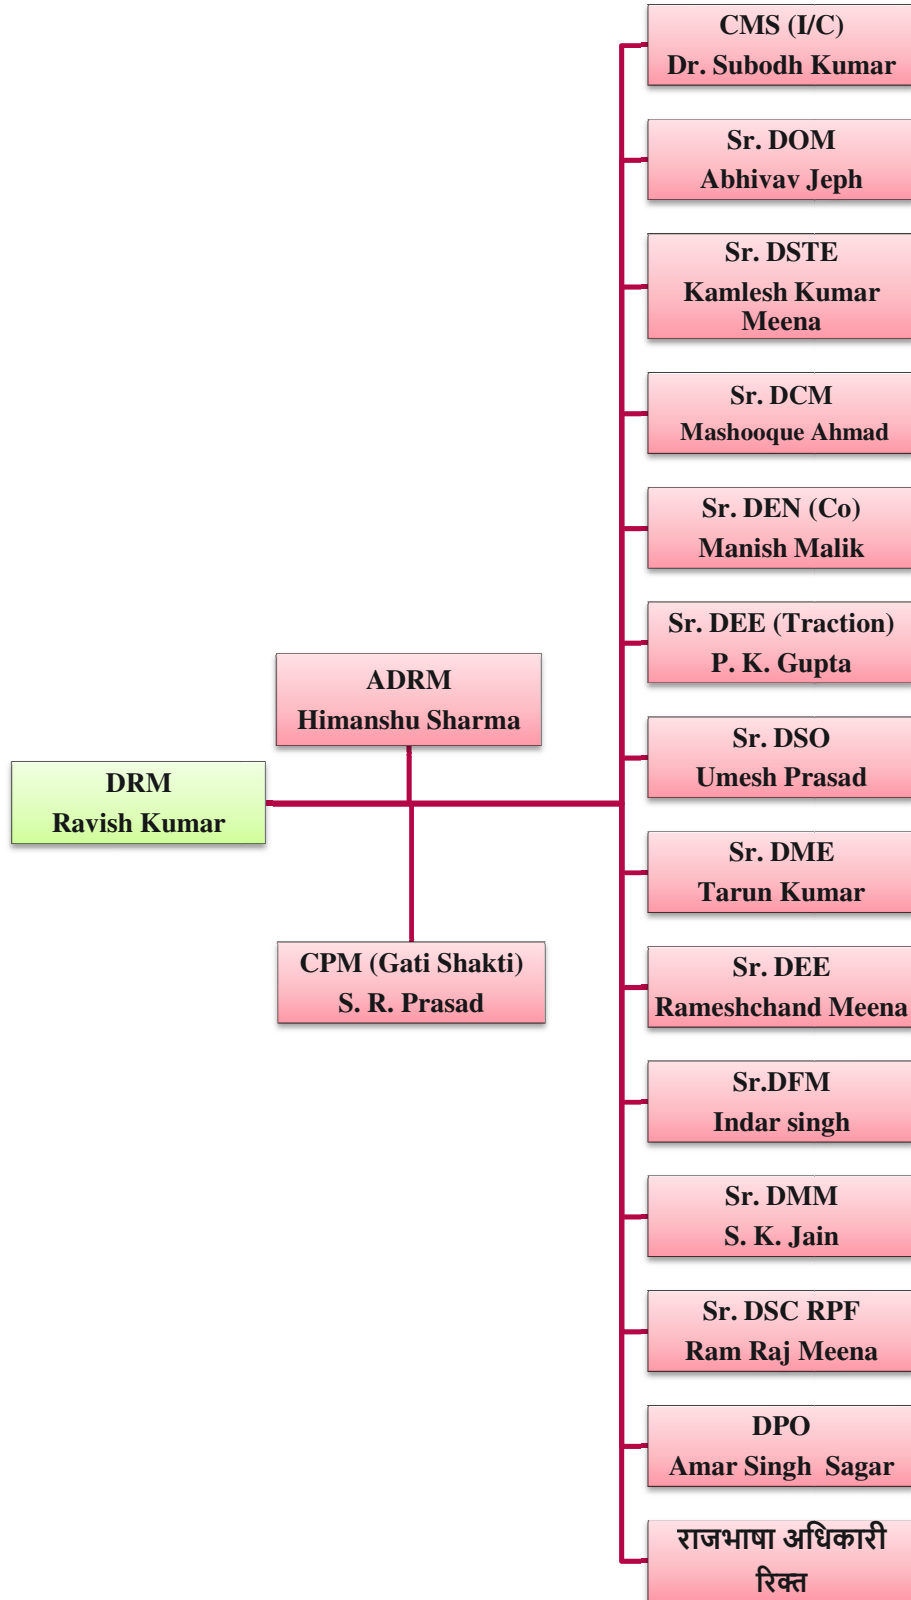 CMS (I/C)
Dr. Subodh Kumar
Sr. DOM
Abhivav Jeph
Sr. DSTE
Kamlesh Kumar
Meena
Sr. DCM
Mashooque Ahmad
Sr. DEN (Co)
Manish Malik
Sr. DEE (Traction)
P. K. Gupta
ADRM
Himanshu Sharma
Sr. DSO
Umesh Prasad
DRM
Ravish Kumar
Sr. DME
Tarun Kumar
CPM (Gati Shakti)
S. R. Prasad
Sr. DEE
Rameshchand Meena
Sr.DFM
Indar singh
Sr. DMM
S. K. Jain
Sr. DSC RPF
Ram Raj Meena
DPO
Amar Singh  Sagar
राजभाषा अधिकारी
रिक्त